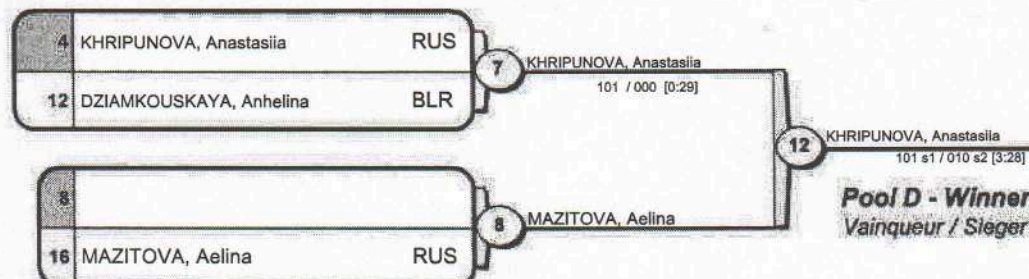 4 KHRIPUNOVA, Anastasiia RUS
12 DZIAMKOUSKAYA, Anhelina BLR
7
KHRIPUNOVA, Anastasiia
101 / 000 [0:29]
12
KHRIPUNOVA, Anastasiia
101 s1 / 010 s2 [3:28]
Pool D - Winner
Vainqueur / Sieger
8
16 MAZITOVA, Aelina RUS
8
MAZITOVA, Aelina